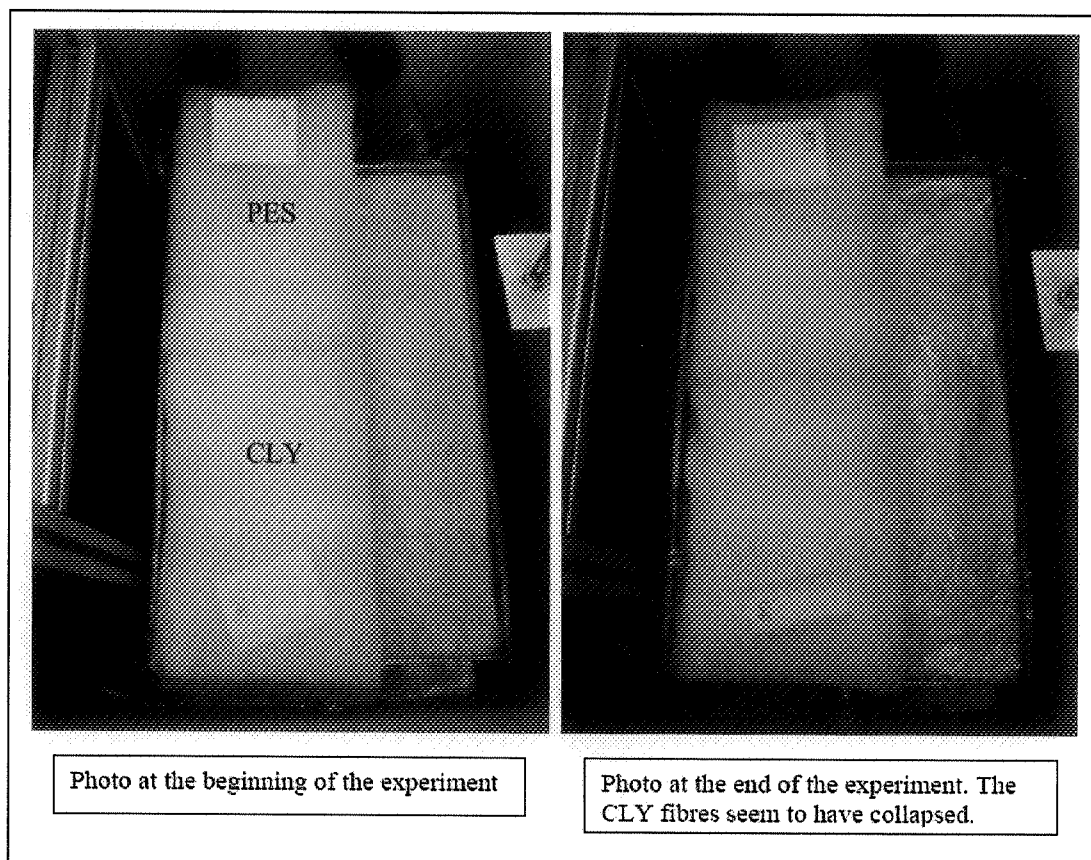 PES
CLY
Photo at the beginning of the experiment
Photo at the end of the experiment. The
CLY fibres seem to have collapsed.